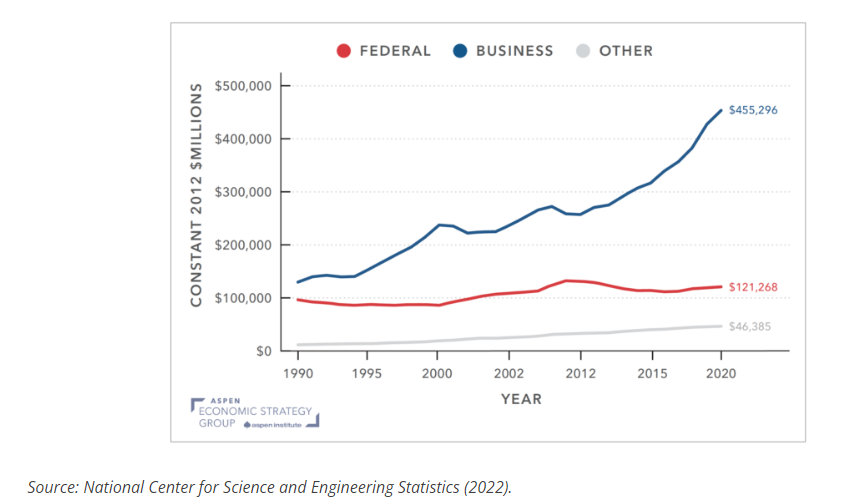 FEDERAL BUSINESS OTHER
CONSTANT 2012 $MILLIONS
$500,000
$455,296
$400,000
$300,000
$200,000
$121,268
$100,000
$46,385
$0
1990 1995 2000 2002 2012 2015 2020
YEAR
ASPEN
ECONOMIC STRATEGY
GROUP aspen institute
Source: National Center for Science and Engineering Statistics (2022).